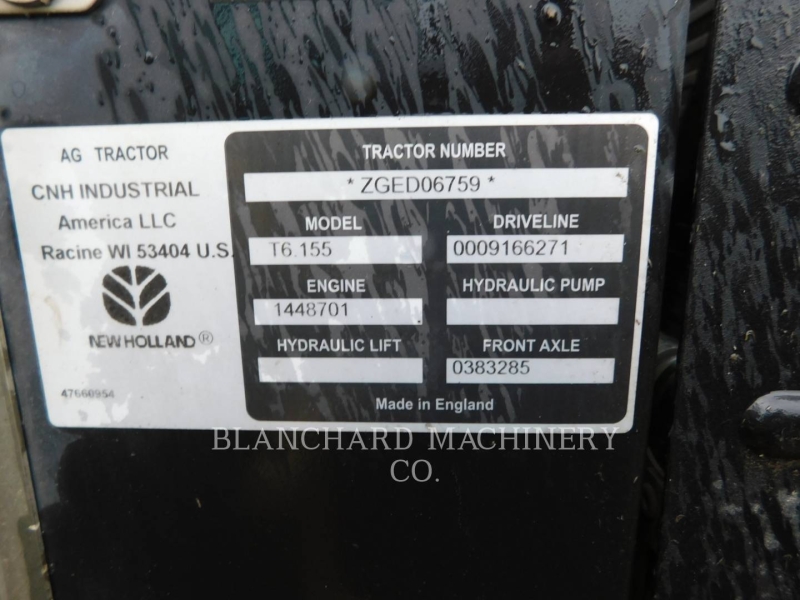 AG TRACTOR
CNH INDUSTRIAL
America LLC
Racine WI 53404 U.S.
NEW HOLLAND ®
47660954
TRACTOR NUMBER
* ZGED06759 *
MODEL
T6.155
DRIVELINE
0009166271
ENGINE
1448701
HYDRAULIC PUMP
HYDRAULIC LIFT
FRONT AXLE
0383285
Made in England
BLANCHARD MACHINERY
CO.